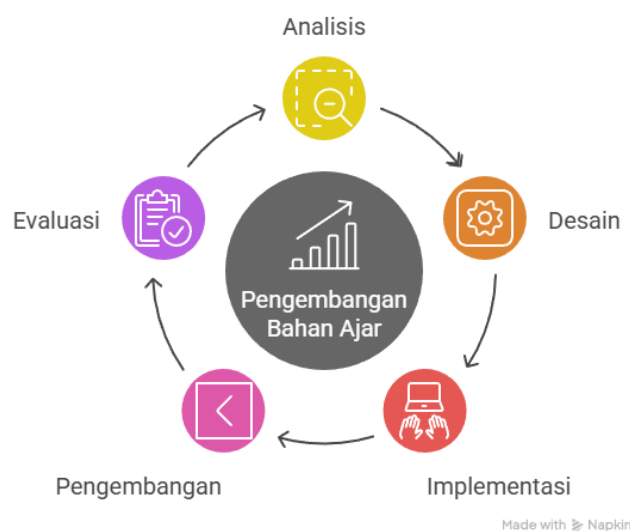 Analisis
Evaluasi
Desain
Pengembangan
Bahan Ajar
Pengembangan
Implementasi
Made with Napkin